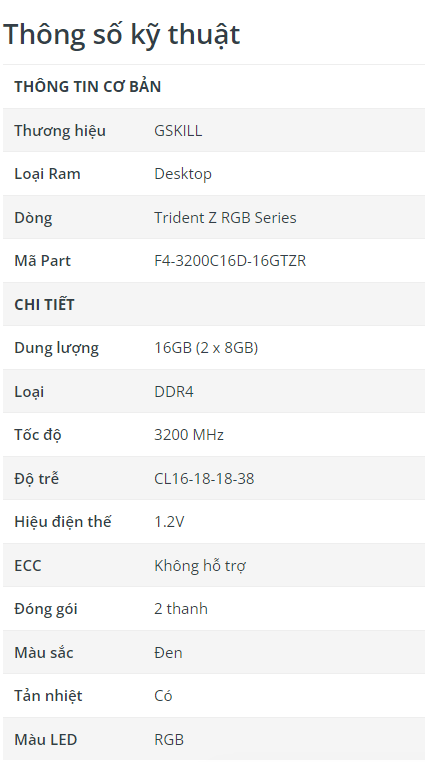 Thông số kỹ thuật
THÔNG TIN CƠ BẢN
Thương hiệu GSKILL
Loại Ram Desktop
Dòng Trident Z RGB Series
Mã Part F4-3200C16D-16GTZR
CHI TIẾT
Dung lượng 16GB (2 x 8GB)
Loại DDR4
Tốc độ 3200 MHz
Độ trễ CL16-18-18-38
Hiệu điện thế 1.2V
ECC Không hỗ trợ
Đóng gói 2 thanh
Màu sắc Đen
Tản nhiệt Có
Màu LED RGB